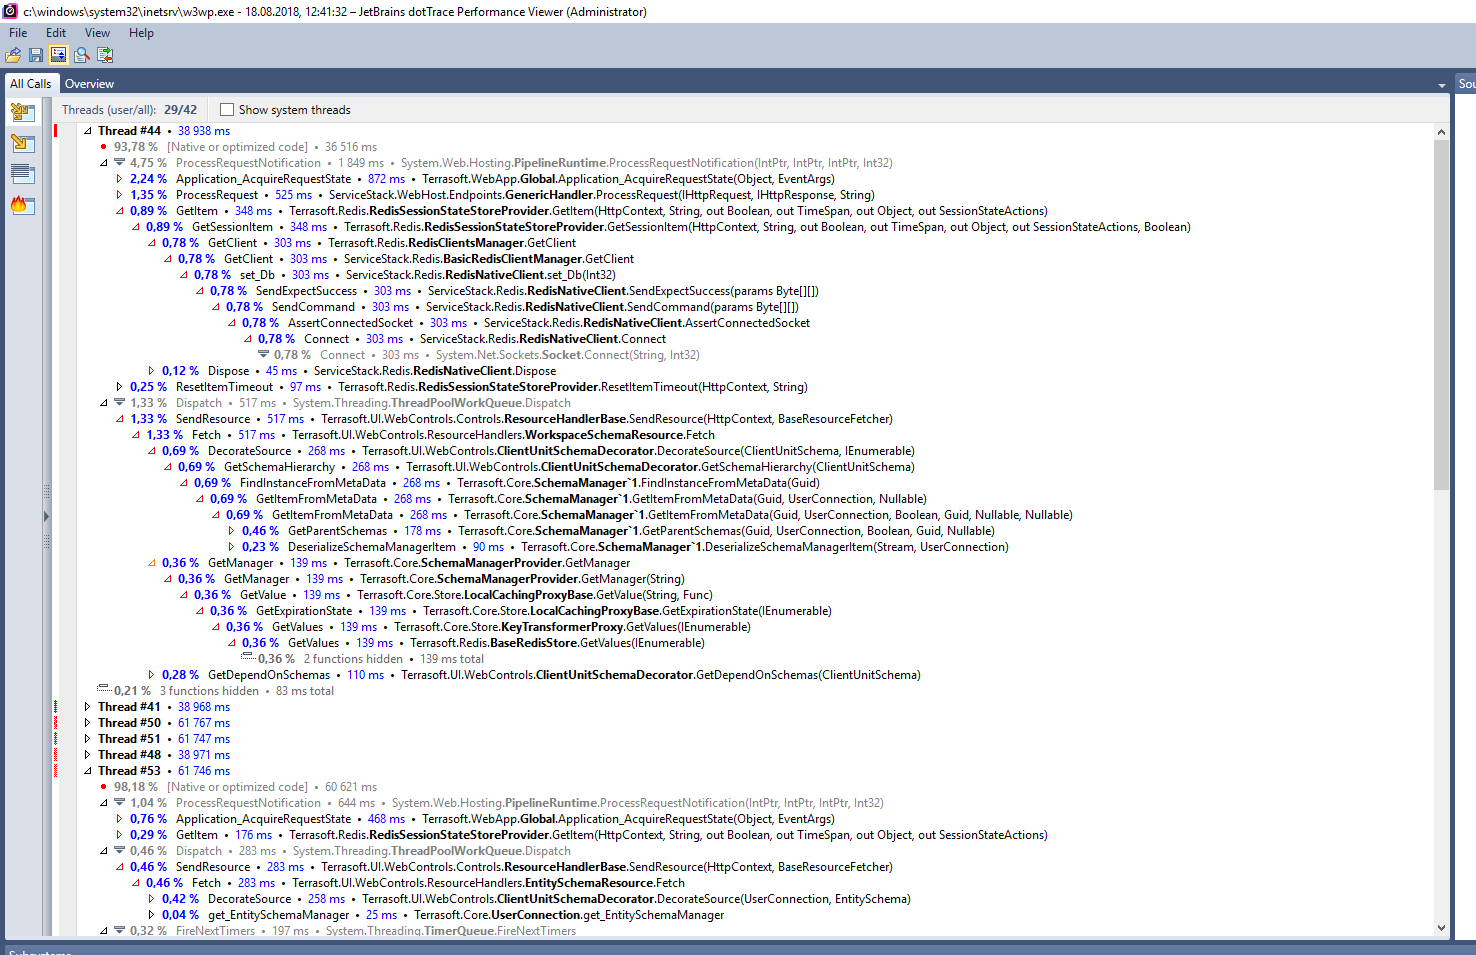 c:\windows\system32\inetsrv\w3wp.exe - 18.08.2018, 12:41:32 – JetBrains dotTrace Performance Viewer (Administrator)
File Edit View Help
All Calls Overview Sou
Threads (user/all): 29/42 Show system threads
Thread #44 • 38 938 ms
93,78 % [Native or optimized code] • 36 516 ms
4,75 % ProcessRequestNotification • 1 849 ms • System.Web.Hosting.PipelineRuntime.ProcessRequestNotification(IntPtr, IntPtr, IntPtr, Int32)
2,24 % Application_AcquireRequestState • 872 ms • Terrasoft.WebApp.Global.Application_AcquireRequestState(Object, EventArgs)
1,35 % ProcessRequest • 525 ms • ServiceStack.WebHost.Endpoints.GenericHandler.ProcessRequest(IHttpRequest, IHttpResponse, String)
0,89 % GetItem • 348 ms • Terrasoft.Redis.RedisSessionStateStoreProvider.GetItem(HttpContext, String, out Boolean, out TimeSpan, out Object, out SessionStateActions)
0,89 % GetSessionItem • 348 ms • Terrasoft.Redis.RedisSessionStateStoreProvider.GetSessionItem(HttpContext, String, out Boolean, out TimeSpan, out Object, out SessionStateActions, Boolean)
0,78 % GetClient • 303 ms • Terrasoft.Redis.RedisClientsManager.GetClient
0,78 % GetClient • 303 ms • ServiceStack.Redis.BasicRedisClientManager.GetClient
0,78 % set_Db • 303 ms • ServiceStack.Redis.RedisNativeClient.set_Db(Int32)
0,78 % SendExpectSuccess • 303 ms • ServiceStack.Redis.RedisNativeClient.SendExpectSuccess(params Byte[][])
0,78 % SendCommand • 303 ms • ServiceStack.Redis.RedisNativeClient.SendCommand(params Byte[][])
0,78 % AssertConnectedSocket • 303 ms • ServiceStack.Redis.RedisNativeClient.AssertConnectedSocket
0,78 % Connect • 303 ms • ServiceStack.Redis.RedisNativeClient.Connect
0,78 % Connect • 303 ms • System.Net.Sockets.Socket.Connect(String, Int32)
0,12 % Dispose • 45 ms • ServiceStack.Redis.RedisNativeClient.Dispose
0,25 % ResetItemTimeout • 97 ms • Terrasoft.Redis.RedisSessionStateStoreProvider.ResetItemTimeout(HttpContext, String)
1,33 % Dispatch • 517 ms • System.Threading.ThreadPoolWorkQueue.Dispatch
1,33 % SendResource • 517 ms • Terrasoft.UI.WebControls.Controls.ResourceHandlerBase.SendResource(HttpContext, BaseResourceFetcher)
1,33 % Fetch • 517 ms • Terrasoft.UI.WebControls.ResourceHandlers.WorkspaceSchemaResource.Fetch
0,69 % DecorateSource • 268 ms • Terrasoft.UI.WebControls.ClientUnitSchemaDecorator.DecorateSource(ClientUnitSchema, IEnumerable)
0,69 % GetSchemaHierarchy • 268 ms • Terrasoft.UI.WebControls.ClientUnitSchemaDecorator.GetSchemaHierarchy(ClientUnitSchema)
0,69 % FindInstanceFromMetaData • 268 ms • Terrasoft.Core.SchemaManager`1.FindInstanceFromMetaData(Guid)
0,69 % GetItemFromMetaData • 268 ms • Terrasoft.Core.SchemaManager`1.GetItemFromMetaData(Guid, UserConnection, Nullable)
0,69 % GetItemFromMetaData • 268 ms • Terrasoft.Core.SchemaManager`1.GetItemFromMetaData(Guid, UserConnection, Boolean, Guid, Nullable, Nullable)
0,46 % GetParentSchemas • 178 ms • Terrasoft.Core.SchemaManager`1.GetParentSchemas(Guid, UserConnection, Boolean, Guid, Nullable)
0,23 % DeserializeSchemaManagerItem • 90 ms • Terrasoft.Core.SchemaManager`1.DeserializeSchemaManagerItem(Stream, UserConnection)
0,36 % GetManager • 139 ms • Terrasoft.Core.SchemaManagerProvider.GetManager
0,36 % GetManager • 139 ms • Terrasoft.Core.SchemaManagerProvider.GetManager(String)
0,36 % GetValue • 139 ms • Terrasoft.Core.Store.LocalCachingProxyBase.GetValue(String, Func)
0,36 % GetExpirationState • 139 ms • Terrasoft.Core.Store.LocalCachingProxyBase.GetExpirationState(IEnumerable)
0,36 % GetValues • 139 ms • Terrasoft.Core.Store.KeyTransformerProxy.GetValues(IEnumerable)
0,36 % GetValues • 139 ms • Terrasoft.Redis.BaseRedisStore.GetValues(IEnumerable)
0,36 % 2 functions hidden • 139 ms total
0,28 % GetDependOnSchemas • 110 ms • Terrasoft.UI.WebControls.ClientUnitSchemaDecorator.GetDependOnSchemas(ClientUnitSchema)
0,21 % 3 functions hidden • 83 ms total
Thread #41 • 38 968 ms
Thread #50 • 61 767 ms
Thread #51 • 61 747 ms
Thread #48 • 38 971 ms
Thread #53 • 61 746 ms
98,18 % [Native or optimized code] • 60 621 ms
1,04 % ProcessRequestNotification • 644 ms • System.Web.Hosting.PipelineRuntime.ProcessRequestNotification(IntPtr, IntPtr, IntPtr, Int32)
0,76 % Application_AcquireRequestState • 468 ms • Terrasoft.WebApp.Global.Application_AcquireRequestState(Object, EventArgs)
0,29 % GetItem • 176 ms • Terrasoft.Redis.RedisSessionStateStoreProvider.GetItem(HttpContext, String, out Boolean, out TimeSpan, out Object, out SessionStateActions)
0,46 % Dispatch • 283 ms • System.Threading.ThreadPoolWorkQueue.Dispatch
0,46 % SendResource • 283 ms • Terrasoft.UI.WebControls.Controls.ResourceHandlerBase.SendResource(HttpContext, BaseResourceFetcher)
0,46 % Fetch • 283 ms • Terrasoft.UI.WebControls.ResourceHandlers.EntitySchemaResource.Fetch
0,42 % DecorateSource • 258 ms • Terrasoft.UI.WebControls.ClientUnitSchemaDecorator.DecorateSource(UserConnection, EntitySchema)
0,04 % get_EntitySchemaManager • 25 ms • Terrasoft.Core.UserConnection.get_EntitySchemaManager
0,32 % FireNextTimers • 197 ms • System.Threading.TimerQueue.FireNextTimers
Subsystems